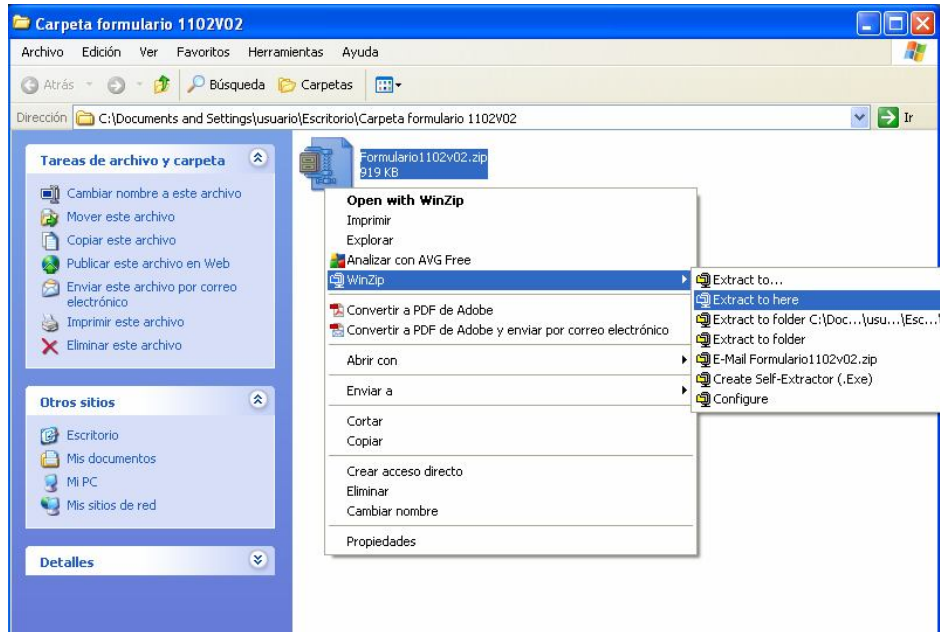 Carpeta formulario 1102V02
Archivo Edición Ver Favoritos Herramientas Ayuda
Atrás Búsqueda Carpetas
Dirección C:\Documents and Settings\usuario\Escritorio\Carpeta formulario 1102V02 Ir
Tareas de archivo y carpeta
Cambiar nombre a este archivo
Mover este archivo
Copiar este archivo
Publicar este archivo en Web
Enviar este archivo por correo
electrónico
Imprimir este archivo
Eliminar este archivo
Otros sitios
Escritorio
Mis documentos
Mi PC
Mis sitios de red
Detalles
Formulario1102v02.zip
919 KB
Open with WinZip
Imprimir
Explorar
Analizar con AVG Free
WinZip
Convertir a PDF de Adobe
Convertir a PDF de Adobe y enviar por correo electrónico
Abrir con
Enviar a
Cortar
Copiar
Crear acceso directo
Eliminar
Cambiar nombre
Propiedades
Extract to...
Extract to here
Extract to folder C:\Doc...\usu...\Esc...\
Extract to folder
E-Mail Formulario1102v02.zip
Create Self-Extractor (.Exe)
Configure